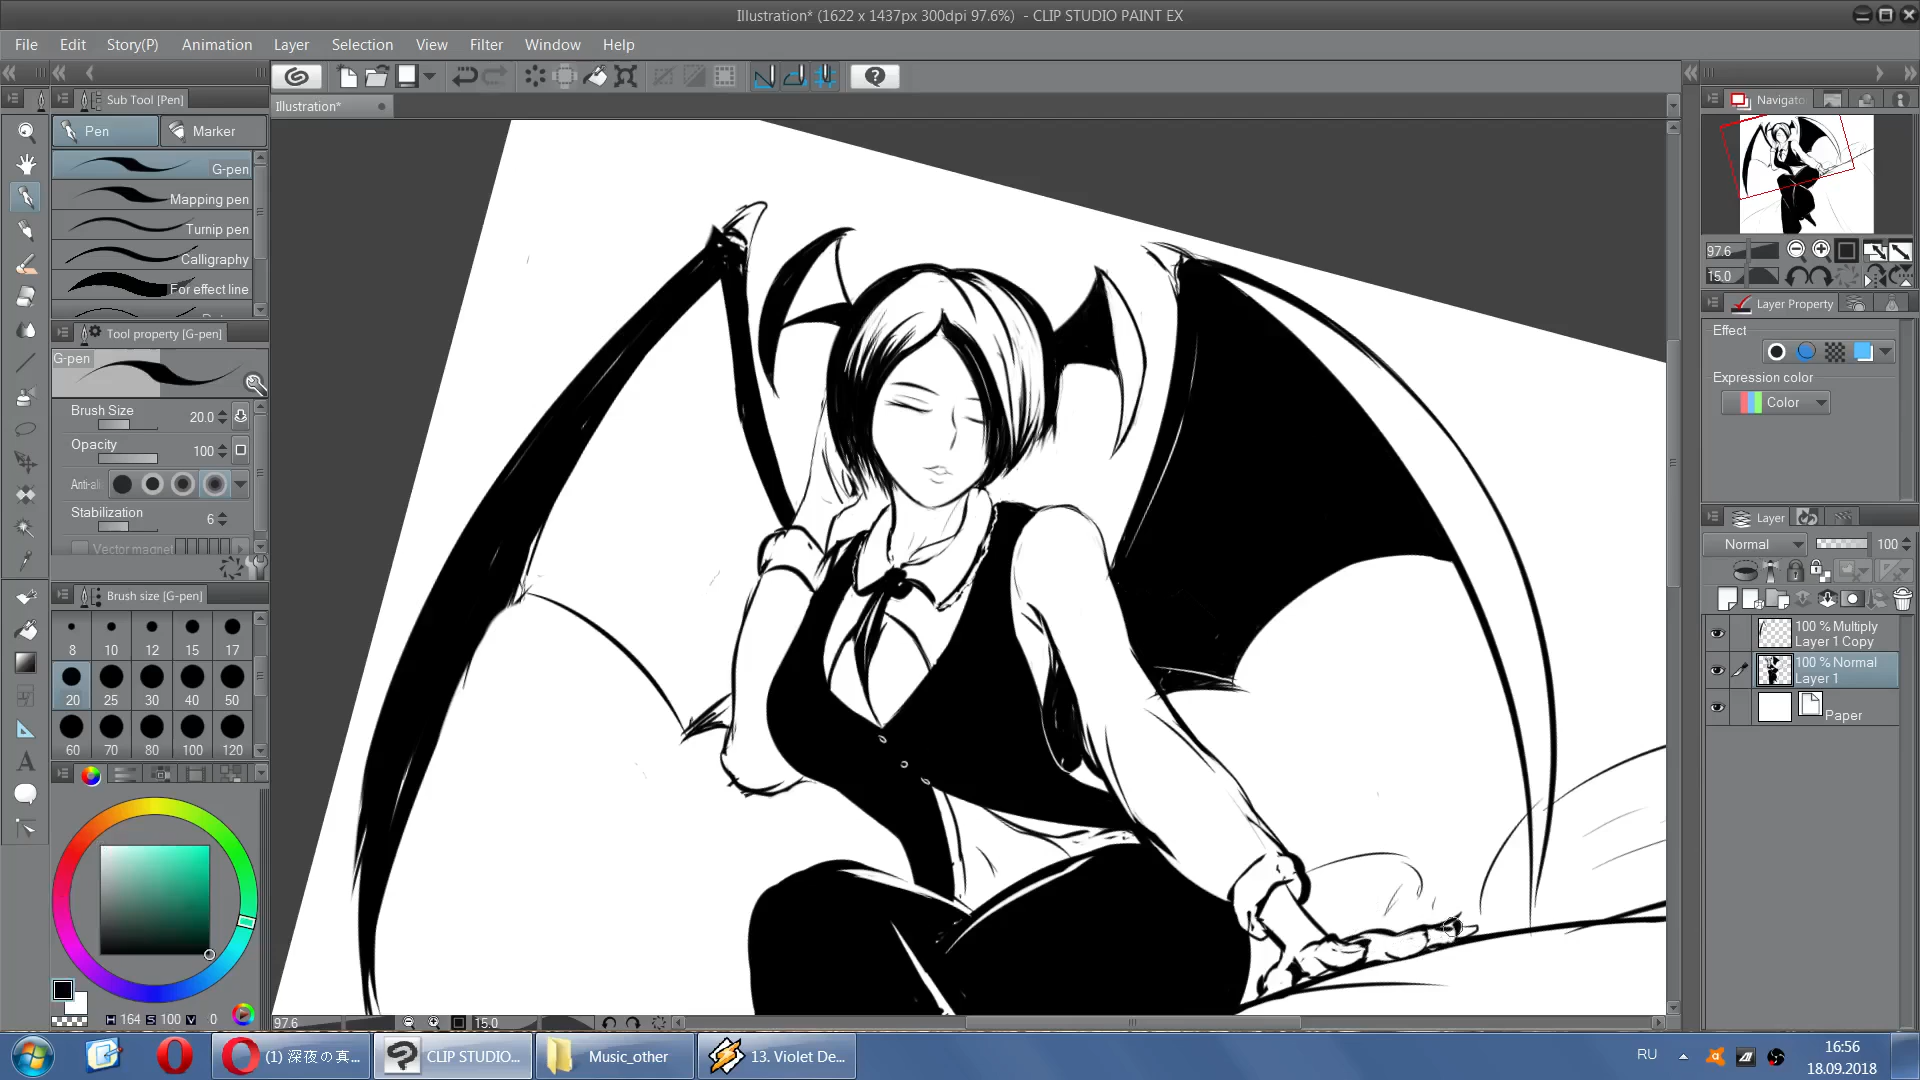 Illustration* (1622 x 1437px 300dpi 97.6%)  - CLIP STUDIO PAINT EX
File Edit Story(P) Animation Layer Selection View Filter Window Help
Sub Tool [Pen]
Pen Marker
G-pen
Mapping pen
Turnip pen
Calligraphy
For effect line
Tool property [G-pen]
G-pen
Brush Size 20.0
Opacity 100
Anti-ali
Stabilization 6
Vector magnet
Brush size [G-pen]
8 10 12 15 17
20 25 30 40 50
60 70 80 100 120
H 164 S 100 V 0
Illustration*
97.6 15.0
Navigato
97.6
15.0
Layer Property
Effect
Expression color
Color
Layer
Normal 100
100 % Multiply
Layer 1 Copy
100 % Normal
Layer 1
Paper
(1) 深夜の真... CLIP STUDIO... Music_other 13. Violet De... RU
16:56
18.09.2018